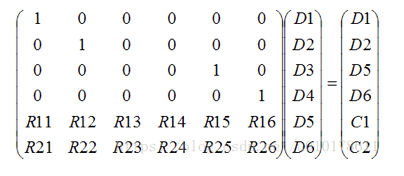 1 0 0 0 0 0 D1 D1
0 1 0 0 0 0 D2 D2
0 0 0 0 1 0 D3 D5
0 0 0 0 0 1 D4 = D6
R11 R12 R13 R14 R15 R16 D5 C1
R21 R22 R23 R24 R25 R26 D6 C2